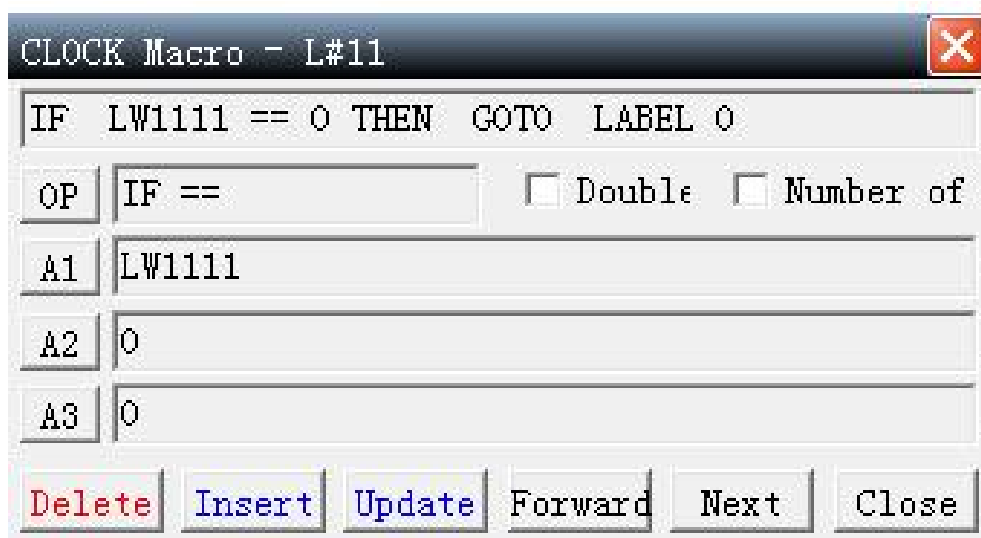 CLOCK Macro - L#11
IF LW1111 == 0 THEN GOTO LABEL 0
OP IF == Double Number of
A1 LW1111
A2 0
A3 0
Delete Insert Update Forward Next Close